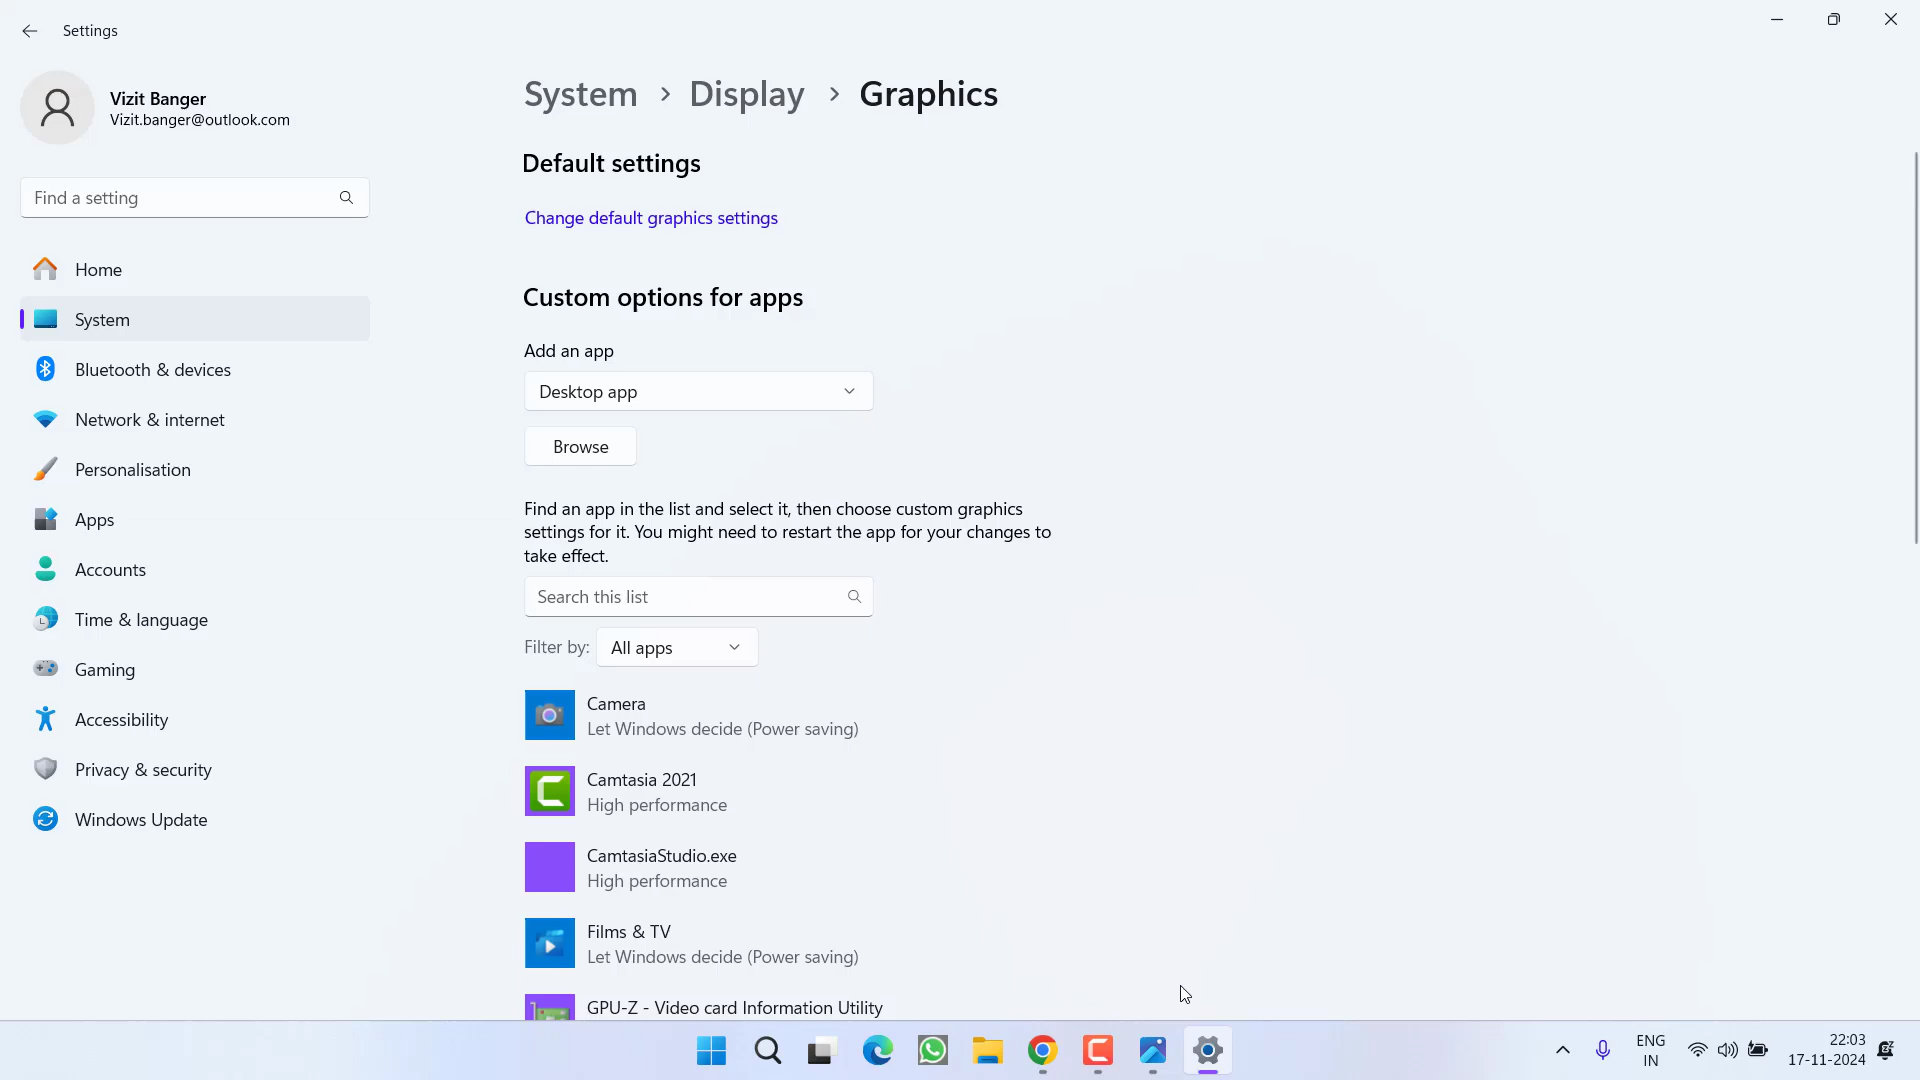 Settings
Vizit Banger
Vizit.banger@outlook.com
Find a setting
Home
System
Bluetooth & devices
Network & internet
Personalisation
Apps
Accounts
Time & language
Gaming
Accessibility
Privacy & security
Windows Update
System > Display > Graphics
Default settings
Change default graphics settings
Custom options for apps
Add an app
Desktop app
Browse
Find an app in the list and select it, then choose custom graphics
settings for it. You might need to restart the app for your changes to
take effect.
Search this list
Filter by: All apps
Camera
Let Windows decide (Power saving)
Camtasia 2021
High performance
CamtasiaStudio.exe
High performance
Films & TV
Let Windows decide (Power saving)
GPU-Z - Video card Information Utility
ENG
IN
22:03
17-11-2024